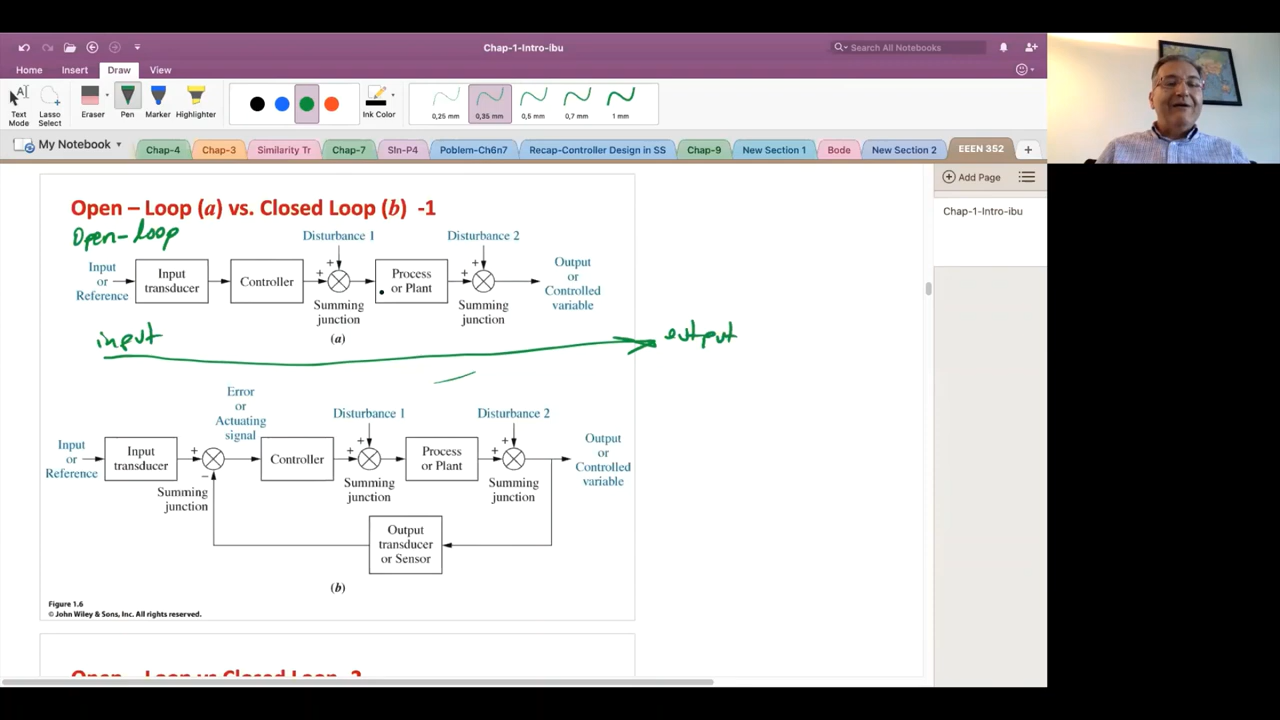 Chap-1-Intro-ibu
Search All Notebooks
Home Insert Draw View
Text
Mode
Lasso
Select
Eraser
Pen
Marker
Highlighter
Ink Color
0,25 mm
0,35 mm
0,5 mm
0,7 mm
1 mm
My Notebook
Chap-4
Chap-3
Similarity Tr
Chap-7
SIn-P4
Poblem-Ch6n7
Recap-Controller Design in SS
Chap-9
New Section 1
Bode
New Section 2
EEEN 352
Add Page
Chap-1-Intro-ibu
Open – Loop (a) vs. Closed Loop (b) -1
Open-loop
Disturbance 1
Disturbance 2
Input
or
Reference
Input
transducer
Controller
+
+
Summing
junction
Process
or Plant
+
+
Summing
junction
Output
or
Controlled
variable
(a)
input
output
Error
or
Actuating
signal
Disturbance 1
Disturbance 2
Input
or
Reference
Input
transducer
+
−
Summing
junction
Controller
+
+
Summing
junction
Process
or Plant
+
+
Summing
junction
Output
or
Controlled
variable
Output
transducer
or Sensor
(b)
Figure 1.6
© John Wiley & Sons, Inc. All rights reserved.
Open – Loop vs Closed Loop -2